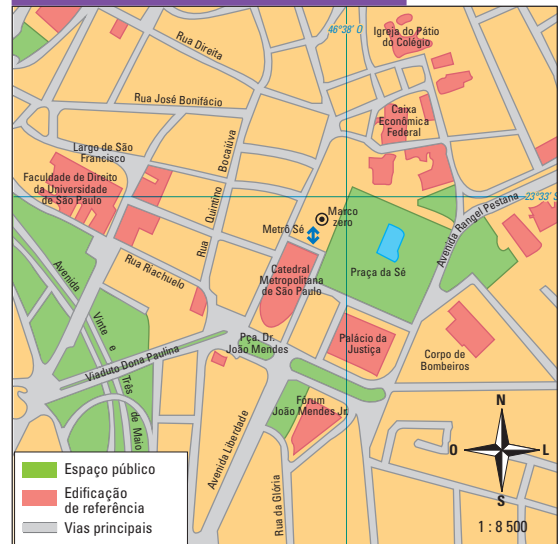 46°38' O
Igreja do Pátio
do Colégio
Rua Direita
Rua José Bonifácio
Caixa
Econômica
Federal
Largo de São
Francisco
Faculdade de Direito
da Universidade
de São Paulo
Rua Quintino Bocaiúva
23°33' S
Marco
zero
Metrô Sé
Avenida Rangel Pestana
Rua Riachuelo
Catedral
Metropolitana
de São Paulo
Praça da Sé
Avenida Vinte e Três de Maio
Viaduto Dona Paulina
Pça. Dr.
João Mendes
Palácio da
Justiça
Corpo de
Bombeiros
Fórum
João Mendes Jr.
Avenida Liberdade
Rua da Glória
N
O
L
S
1 : 8 500
Espaço público
Edificação
de referência
Vias principais